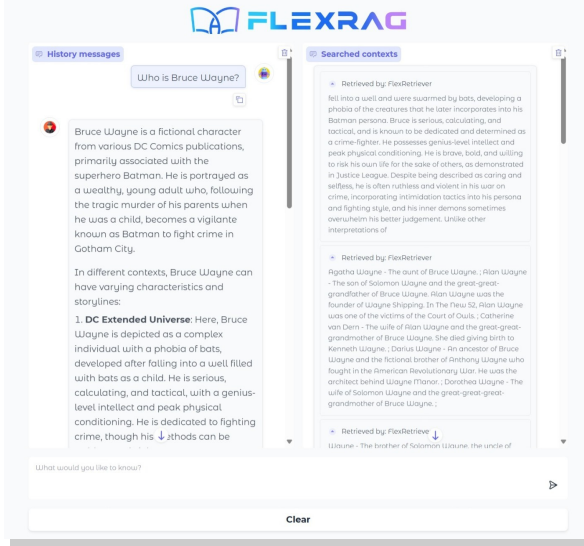 FLEXRAG
History messages
Who is Bruce Wayne?
Bruce Wayne is a fictional character
from various DC Comics publications,
primarily associated with the
superhero Batman. He is portrayed as
a wealthy, young adult who, following
the tragic murder of his parents when
he was a child, becomes a vigilante
known as Batman to fight crime in
Gotham City.
In different contexts, Bruce Wayne can
have varying characteristics and
storylines:
1. DC Extended Universe: Here, Bruce
Wayne is depicted as a complex
individual with a phobia of bats,
developed after falling into a well filled
with bats as a child. He is serious,
calculating, and tactical, with a genius-
level intellect and peak physical
conditioning. He is dedicated to fighting
crime, though his methods can be
Searched contexts
Retrieved by: FlexRetriever
fell into a well and were swarmed by bats, developing a
phobia of the creatures that he later incorporates into his
Batman persona. Bruce is serious, calculating, and
tactical, and is known to be dedicated and determined as
a crime-fighter. He possesses genius-level intellect and
peak physical conditioning. He is brave, bold, and willing
to risk his own life for the sake of others, as demonstrated
in Justice League. Despite being described as caring and
selfless, he is often ruthless and violent in his war on
crime, incorporating intimidation tactics into his persona
and fighting style, and his inner demons sometimes
overwhelm his better judgement. Unlike other
interpretations of
Retrieved by: FlexRetriever
Agatha Wayne - The aunt of Bruce Wayne. ; Alan Wayne
- The son of Solomon Wayne and the great-great-
grandfather of Bruce Wayne. Alan Wayne was the
founder of Wayne Shipping. In The New 52, Alan Wayne
was one of the victims of the Court of Owls. ; Catherine
van Dern - The wife of Alan Wayne and the great-great-
grandmother of Bruce Wayne. She died giving birth to
Kenneth Wayne. ; Darius Wayne - An ancestor of Bruce
Wayne and the fictional brother of Anthony Wayne who
fought in the American Revolutionary War. He was the
architect behind Wayne Manor. ; Dorothea Wayne - The
wife of Solomon Wayne and the great-great-great-
grandmother of Bruce Wayne. ;
Retrieved by: FlexRetrieve
Wayne - The brother of Solomon Wayne, the uncle of
What would you like to know?
Clear